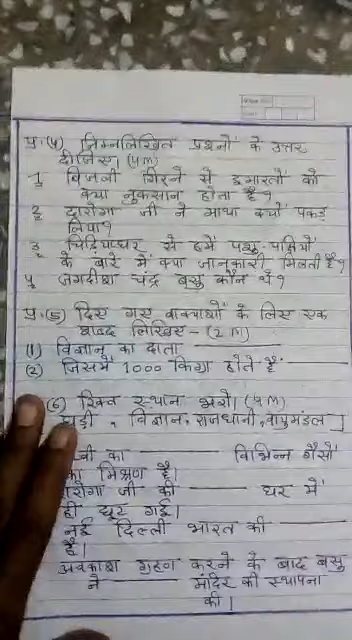 प्र.(4) निम्नलिखित प्रश्नों के उत्तर
दीजिए (4m)
1 बिजली गिरने से इमारतों को
क्या नुकसान होता है?
2 दारोगा जी ने माथा क्यों पकड़
लिया?
3 चिड़ियाघर से हमें पशु-पक्षियों
के बारे में क्या जानकारी मिलती है?
4 जगदीश चंद्र बसु कौन थे?
प्र.(5) दिए गए वाक्यांशों के लिए एक
शब्द लिखिए- (2m)
(1) विज्ञान का दाता
(2) जिसमें 1000 किग्रा होते हैं
(6) रिक्त स्थान भरो। (4m)
घड़ी, विज्ञान, राजधानी, वायुमंडल ]
का विभिन्न गैसों
का मिश्रण है
जी की घर में
ही छूट गई।
नई दिल्ली भारत की
है।
अवकाश ग्रहण करने के बाद बसु
ने मंदिर की स्थापना
की।